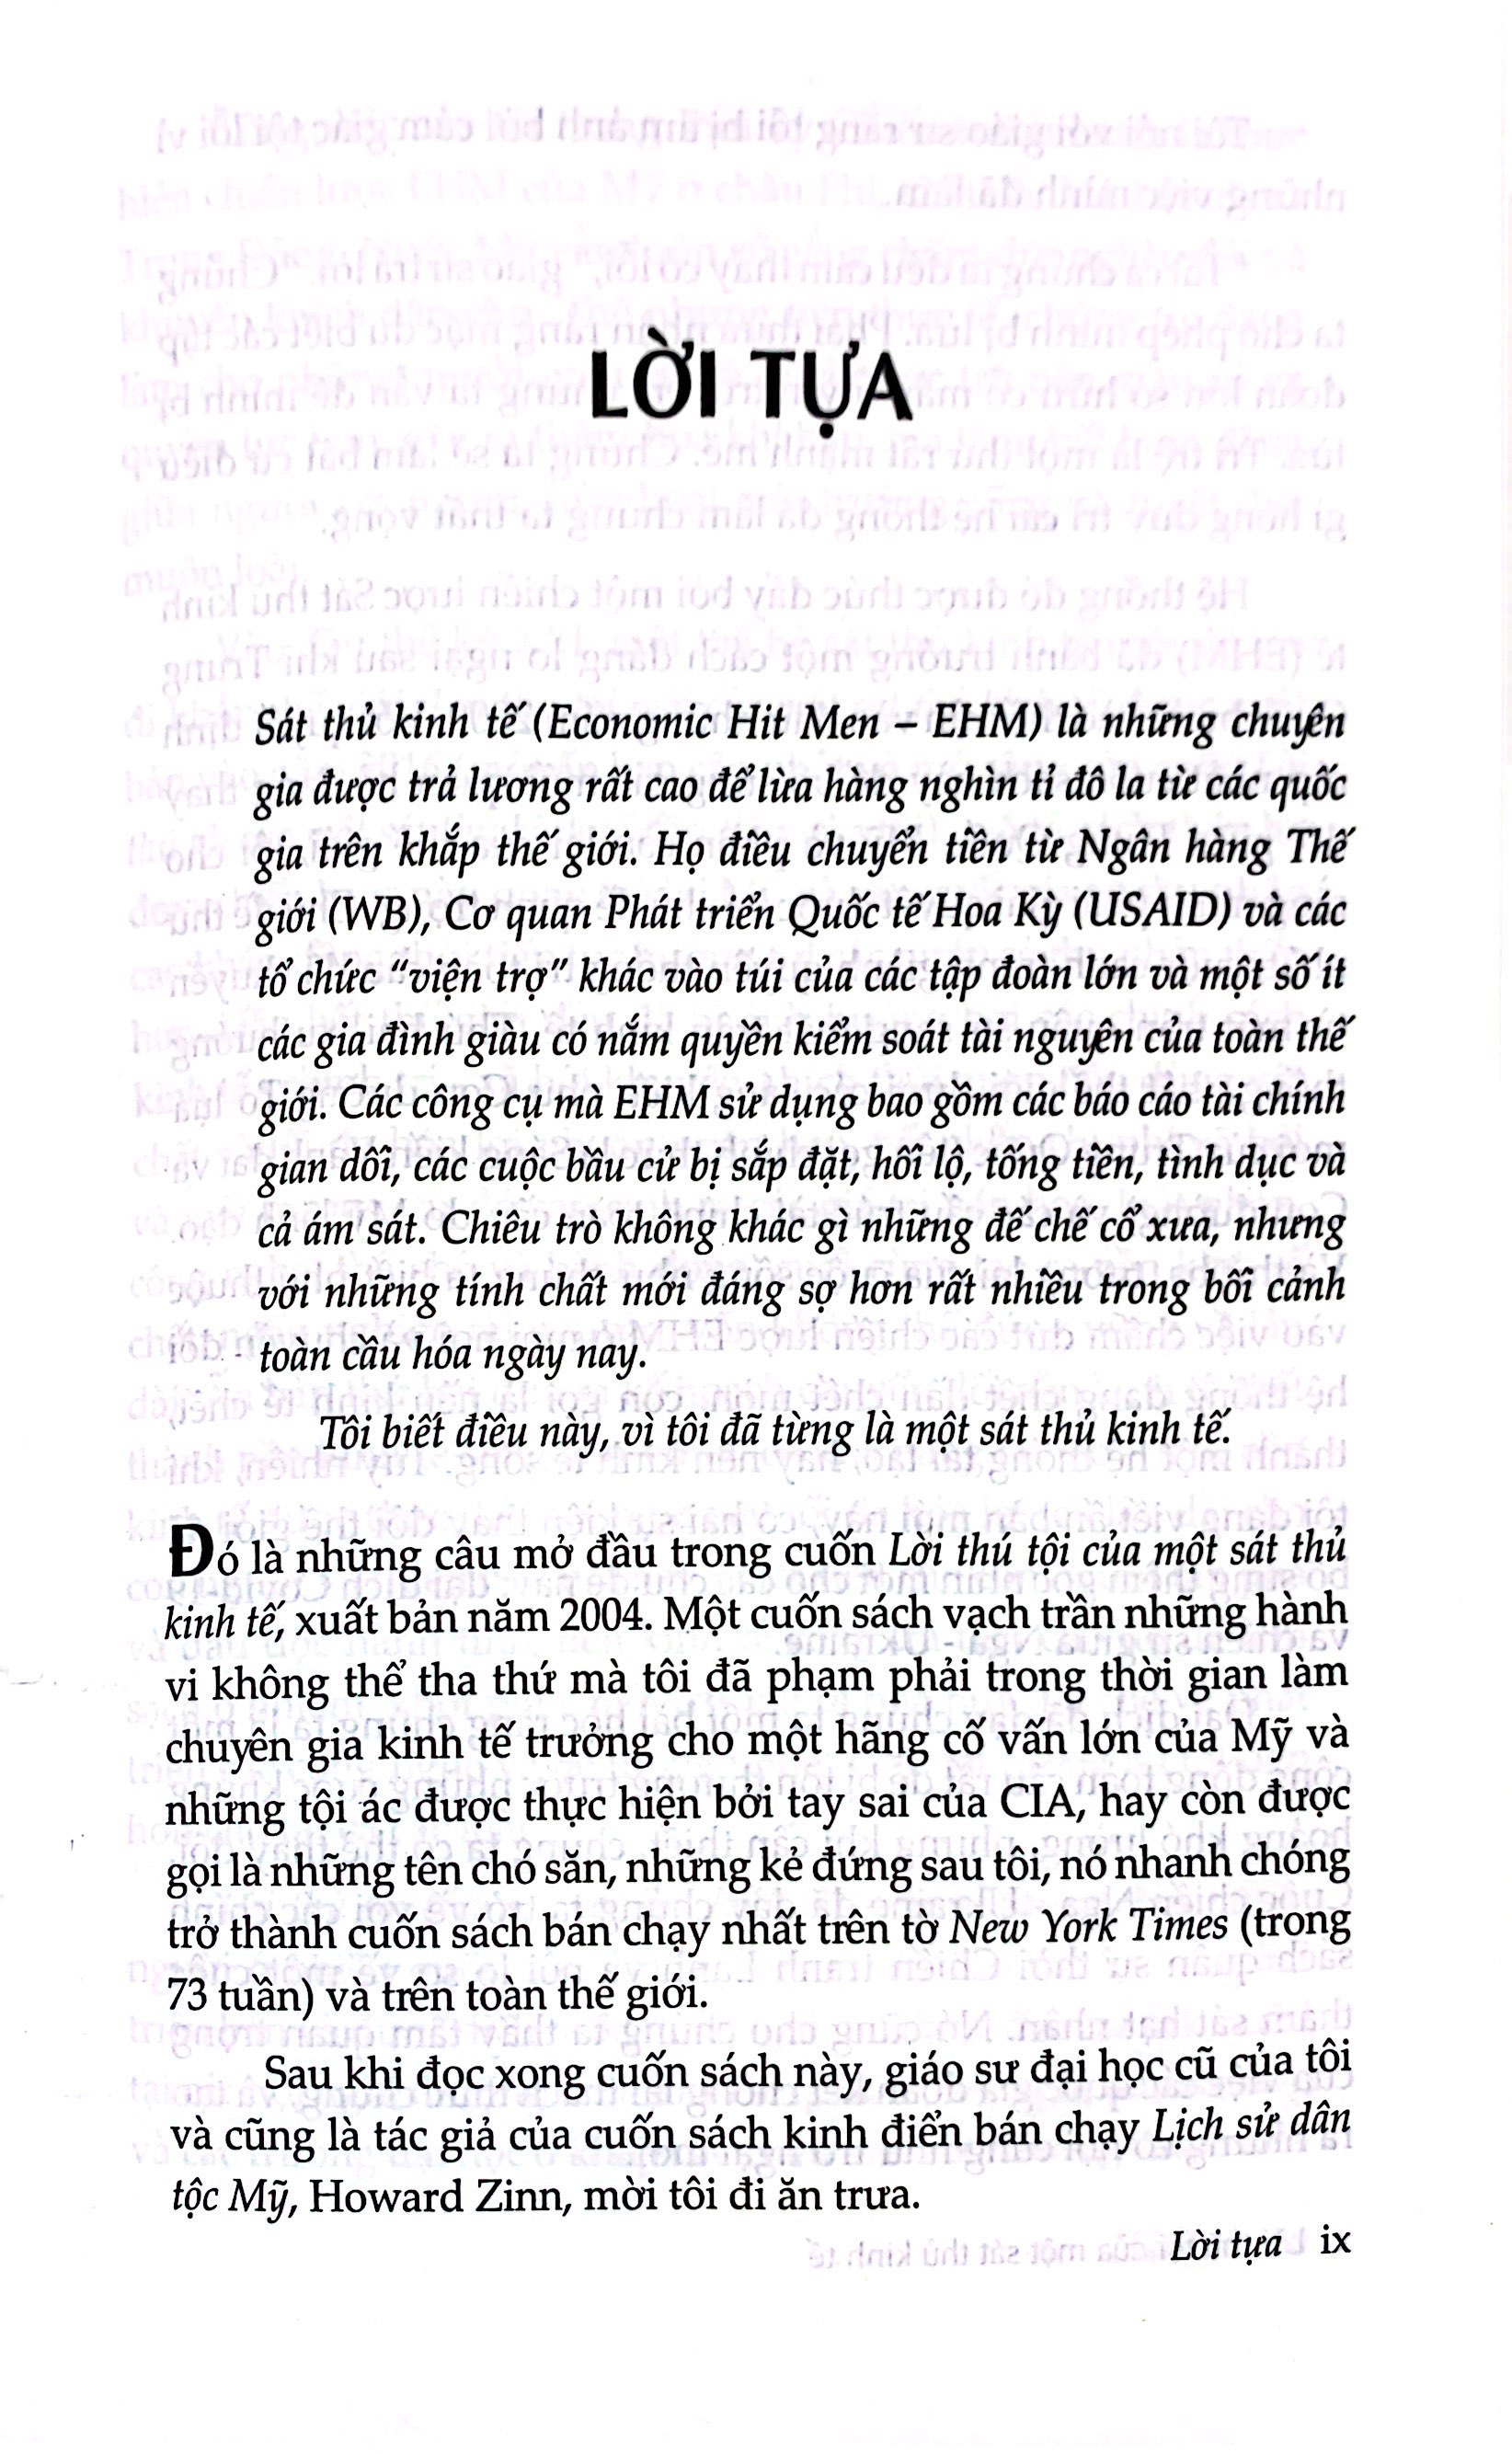 LỜI TỰA
Sát thủ kinh tế (Economic Hit Men – EHM) là những chuyên
gia được trả lương rất cao để lừa hàng nghìn tỉ đô la từ các quốc
gia trên khắp thế giới. Họ điều chuyển tiền từ Ngân hàng Thế
giới (WB), Cơ quan Phát triển Quốc tế Hoa Kỳ (USAID) và các
tổ chức “viện trợ” khác vào túi của các tập đoàn lớn và một số ít
các gia đình giàu có nắm quyền kiểm soát tài nguyên của toàn thế
giới. Các công cụ mà EHM sử dụng bao gồm các báo cáo tài chính
gian dối, các cuộc bầu cử bị sắp đặt, hối lộ, tống tiền, tình dục và
cả ám sát. Chiêu trò không khác gì những đế chế cổ xưa, nhưng
với những tính chất mới đáng sợ hơn rất nhiều trong bối cảnh
toàn cầu hóa ngày nay.
Tôi biết điều này, vì tôi đã từng là một sát thủ kinh tế.
Đó là những câu mở đầu trong cuốn Lời thú tội của một sát thủ
kinh tế, xuất bản năm 2004. Một cuốn sách vạch trần những hành
vi không thể tha thứ mà tôi đã phạm phải trong thời gian làm
chuyên gia kinh tế trưởng cho một hãng cố vấn lớn của Mỹ và
những tội ác được thực hiện bởi tay sai của CIA, hay còn được
gọi là những tên chó săn, những kẻ đứng sau tôi, nó nhanh chóng
trở thành cuốn sách bán chạy nhất trên tờ New York Times (trong
73 tuần) và trên toàn thế giới.
Sau khi đọc xong cuốn sách này, giáo sư đại học cũ của tôi
và cũng là tác giả của cuốn sách kinh điển bán chạy Lịch sử dân
tộc Mỹ, Howard Zinn, mời tôi đi ăn trưa.
Lời tựa ix